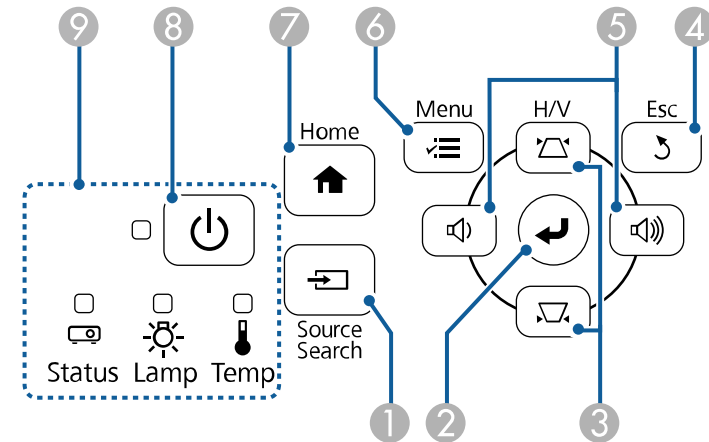 9 8 7 6 5 4
Menu H/V Esc
Home
Source
Search
Status Lamp Temp
1 2 3